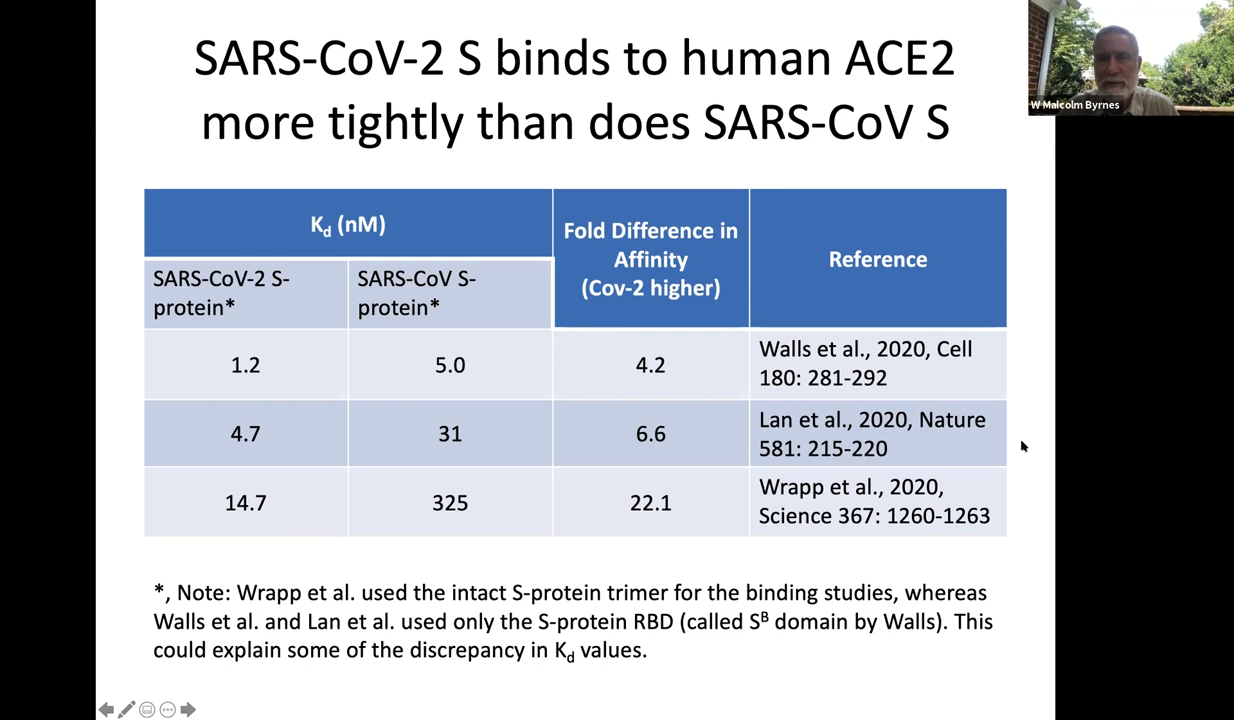 SARS-CoV-2 S binds to human ACE2
more tightly than does SARS-CoV S
W Malcolm Byrnes
Kd (nM)
Fold Difference in
Affinity
(Cov-2 higher)
Reference
SARS-CoV-2 S-
protein*
SARS-CoV S-
protein*
1.2
5.0
4.2
Walls et al., 2020, Cell
180: 281-292
4.7
31
6.6
Lan et al., 2020, Nature
581: 215-220
14.7
325
22.1
Wrapp et al., 2020,
Science 367: 1260-1263
*, Note: Wrapp et al. used the intact S-protein trimer for the binding studies, whereas
Walls et al. and Lan et al. used only the S-protein RBD (called Sᴮ domain by Walls). This
could explain some of the discrepancy in Kd values.